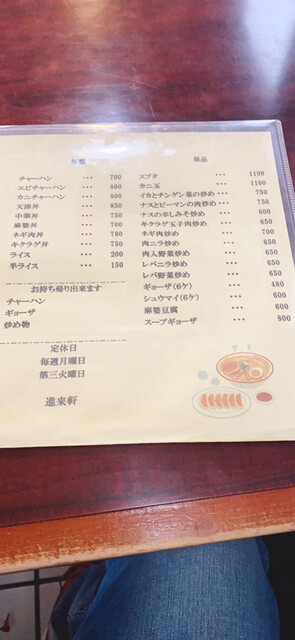 単品
チャーハン ・・・ 700
エビチャーハン ・・・ 800
カニチャーハン ・・・ 800
天津丼 ・・・ 850
中華丼 ・・・ 750
麻婆丼 ・・・ 700
ネギ肉丼 ・・・ 780
キクラゲ丼 ・・・ 750
ライス ・・・ 200
半ライス ・・・ 150
お持ち帰り出来ます
チャーハン
ギョーザ
炒め物
定休日
毎週月曜日
第三火曜日
進来軒
スブタ ・・・ 1100
カニ玉 ・・・ 1100
イカとチンゲン菜の炒め ・・・ 750
ナスとピーマンの肉炒め ・・・ 750
ナスの辛しみそ炒め ・・・ 600
キクラゲ玉子肉炒め ・・・ 750
ネギ肉炒め ・・・ 650
肉ニラ炒め ・・・ 650
肉入野菜炒め ・・・ 650
レバニラ炒め ・・・ 650
レバ野菜炒め ・・・ 650
ギョーザ(6ケ) ・・・ 480
シュウマイ(6ケ) ・・・ 600
麻婆豆腐 ・・・ 650
スープギョーザ ・・・ 800